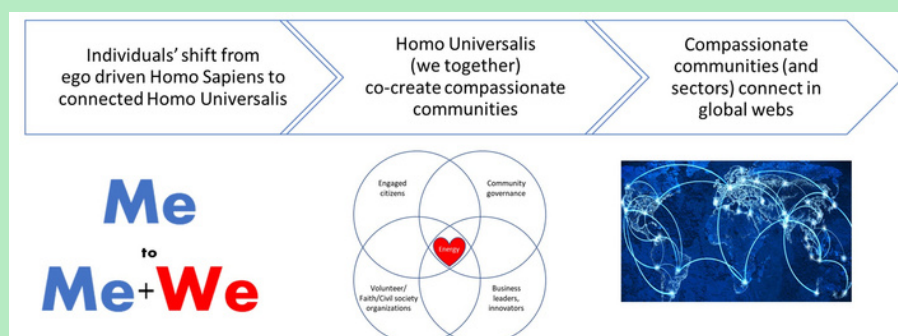 Individuals' shift from
ego driven Homo Sapiens to
connected Homo Universalis
Homo Universalis
(we together)
co-create compassionate
communities
Compassionate
communities (and
sectors) connect in
global webs
Me
to
Me+We
Engaged
citizens
Community
governance
Energy
Volunteer/
Faith/Civil society
organizations
Business
leaders,
innovators